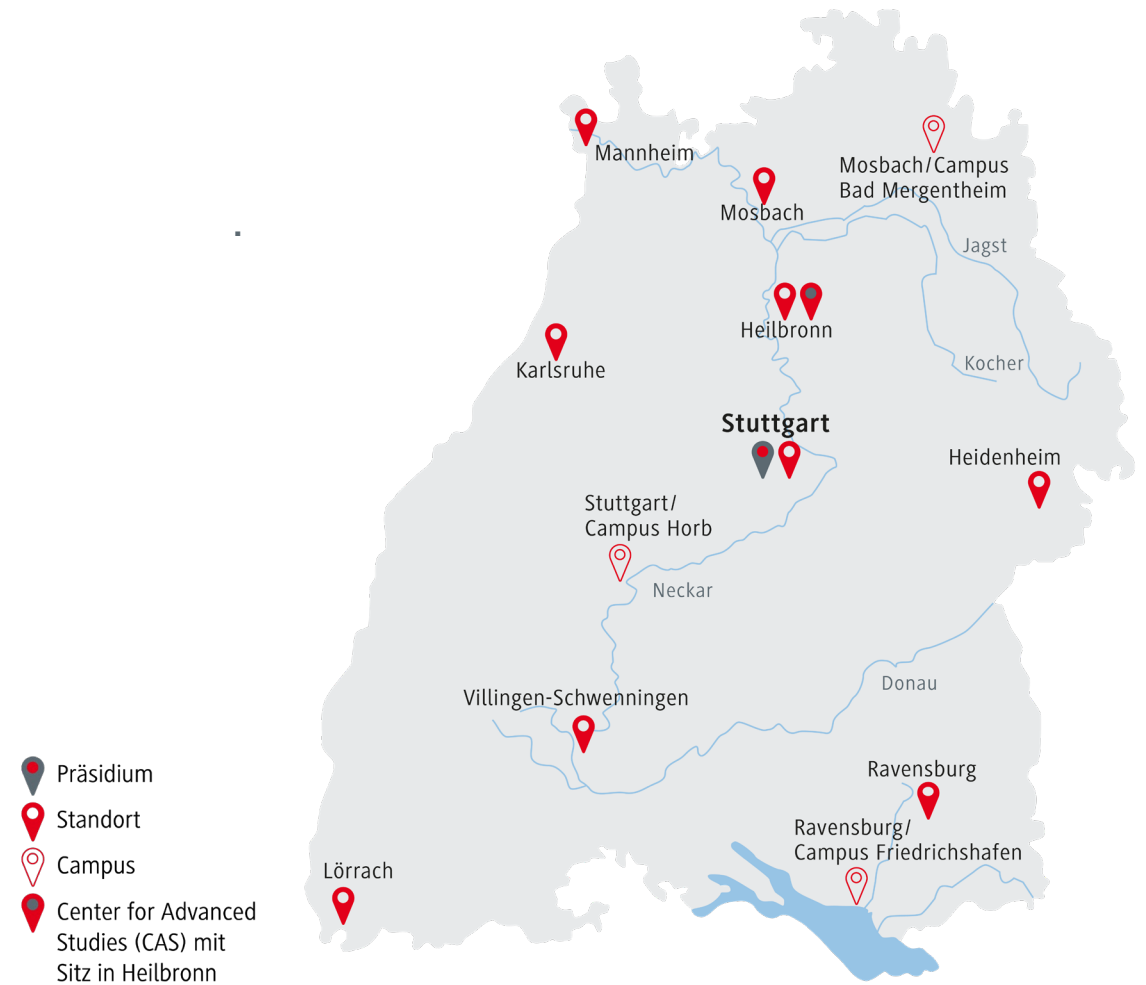 Mannheim
Mosbach/Campus
Bad Mergentheim
Mosbach
Jagst
Heilbronn
Karlsruhe
Kocher
Stuttgart
Heidenheim
Stuttgart/
Campus Horb
Neckar
Donau
Villingen-Schwenningen
Ravensburg
Ravensburg/
Campus Friedrichshafen
Lörrach
Präsidium
Standort
Campus
Center for Advanced
Studies (CAS) mit
Sitz in Heilbronn